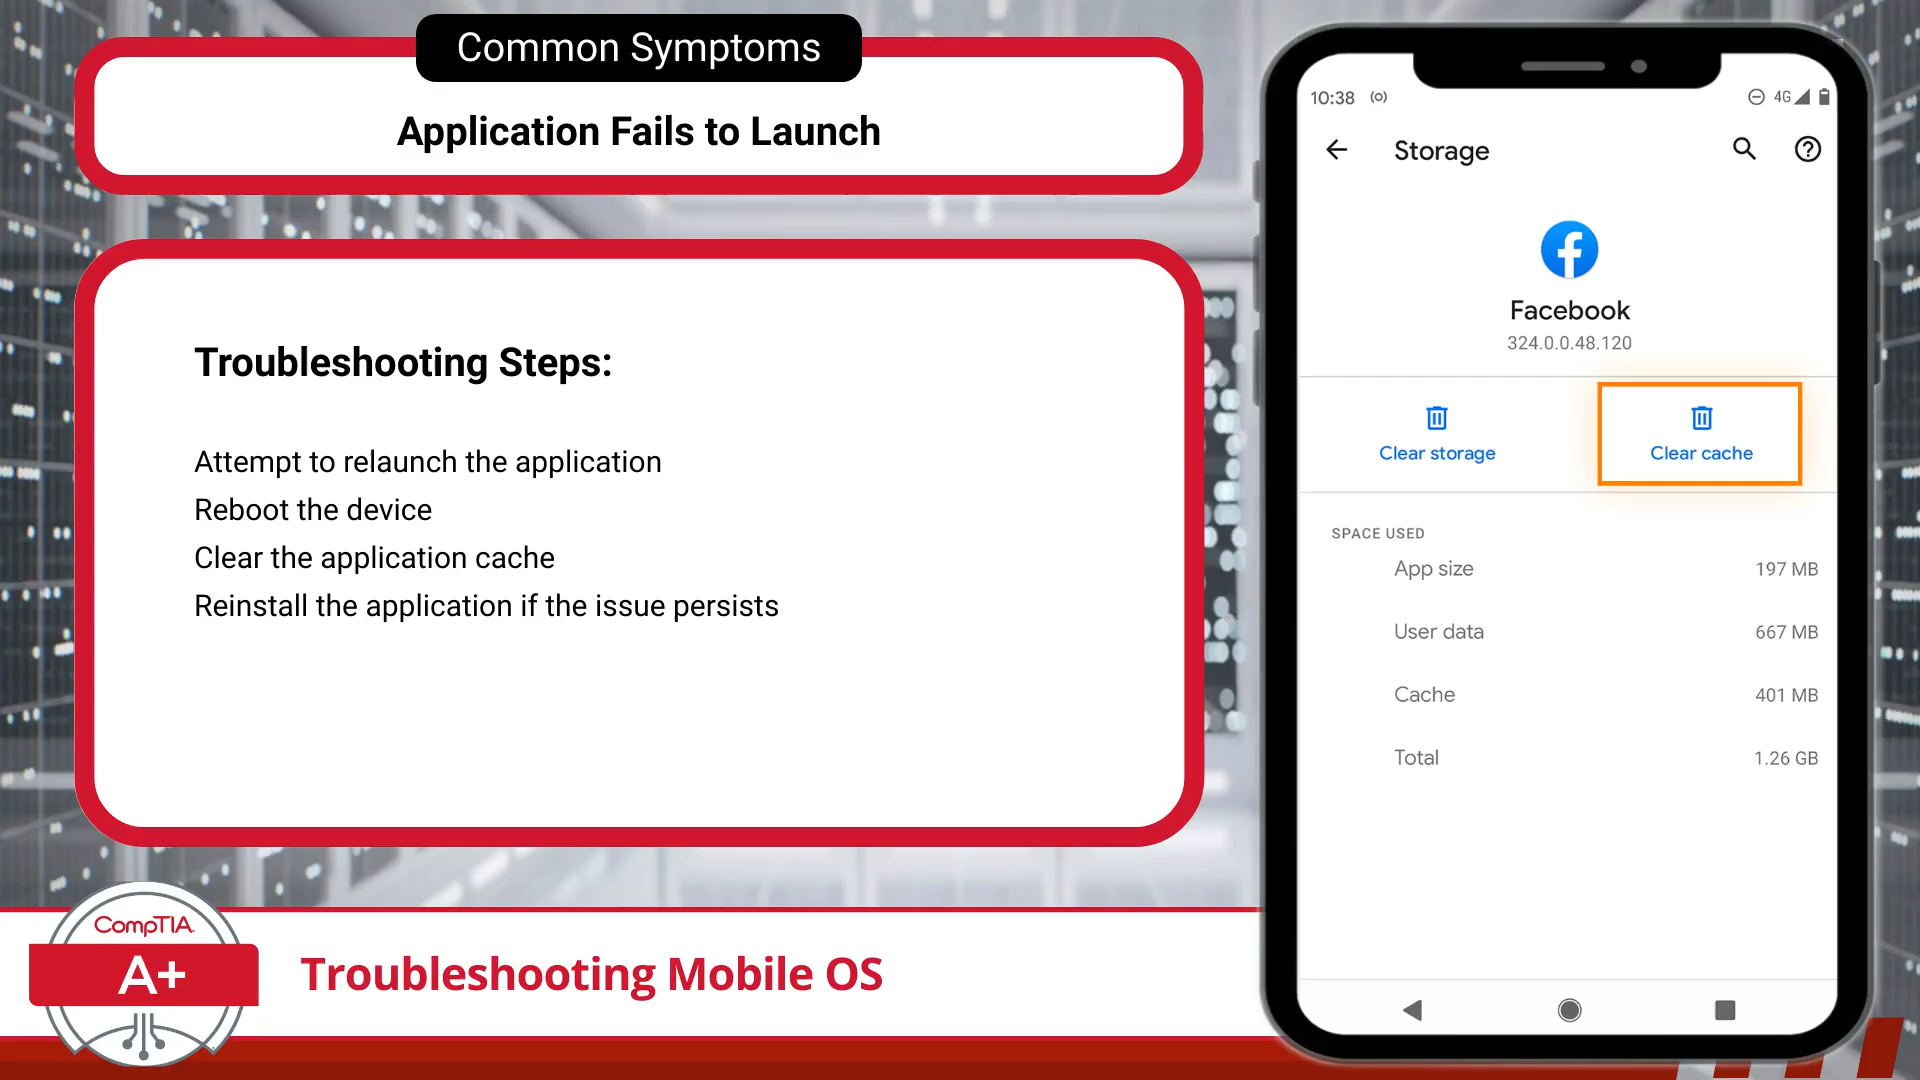 Common Symptoms
Application Fails to Launch
Troubleshooting Steps:
Attempt to relaunch the application
Reboot the device
Clear the application cache
Reinstall the application if the issue persists
CompTIA.
A+
Troubleshooting Mobile OS
10:38
4G
Storage
Facebook
324.0.0.48.120
Clear storage
Clear cache
SPACE USED
App size 197 MB
User data 667 MB
Cache 401 MB
Total 1.26 GB